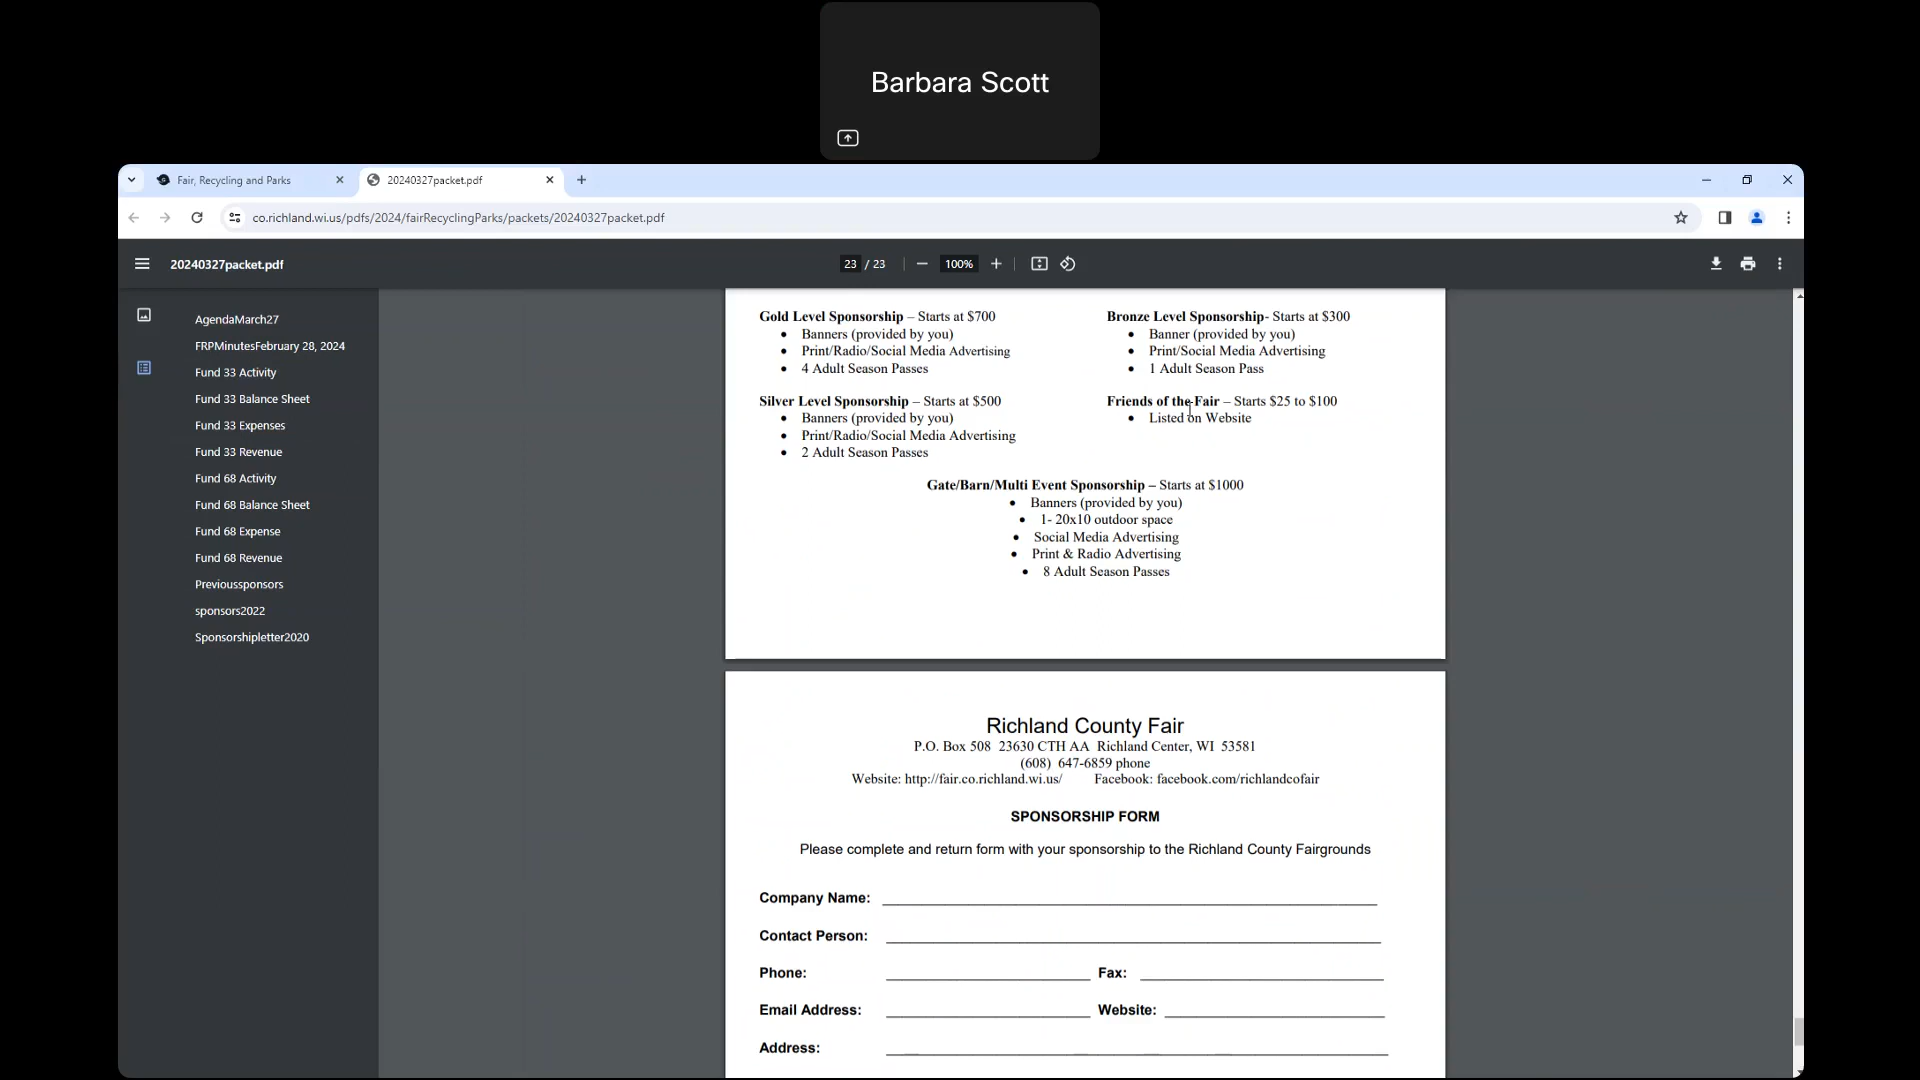 Barbara Scott
Fair, Recycling and Parks
20240327packet.pdf
co.richland.wi.us/pdfs/2024/fairRecyclingParks/packets/20240327packet.pdf
20240327packet.pdf
23 / 23
100%
AgendaMarch27
FRPMinutesFebruary 28, 2024
Fund 33 Activity
Fund 33 Balance Sheet
Fund 33 Expenses
Fund 33 Revenue
Fund 68 Activity
Fund 68 Balance Sheet
Fund 68 Expense
Fund 68 Revenue
Previoussponsors
sponsors2022
Sponsorshipletter2020
Gold Level Sponsorship – Starts at $700
• Banners (provided by you)
• Print/Radio/Social Media Advertising
• 4 Adult Season Passes
Silver Level Sponsorship – Starts at $500
• Banners (provided by you)
• Print/Radio/Social Media Advertising
• 2 Adult Season Passes
Bronze Level Sponsorship- Starts at $300
• Banner (provided by you)
• Print/Social Media Advertising
• 1 Adult Season Pass
Friends of the Fair – Starts $25 to $100
• Listed on Website
Gate/Barn/Multi Event Sponsorship – Starts at $1000
• Banners (provided by you)
• 1- 20x10 outdoor space
• Social Media Advertising
• Print & Radio Advertising
• 8 Adult Season Passes
Richland County Fair
P.O. Box 508 23630 CTH AA Richland Center, WI 53581
(608) 647-6859 phone
Website: http://fair.co.richland.wi.us/ Facebook: facebook.com/richlandcofair
SPONSORSHIP FORM
Please complete and return form with your sponsorship to the Richland County Fairgrounds
Company Name:
Contact Person:
Phone: Fax:
Email Address: Website:
Address: